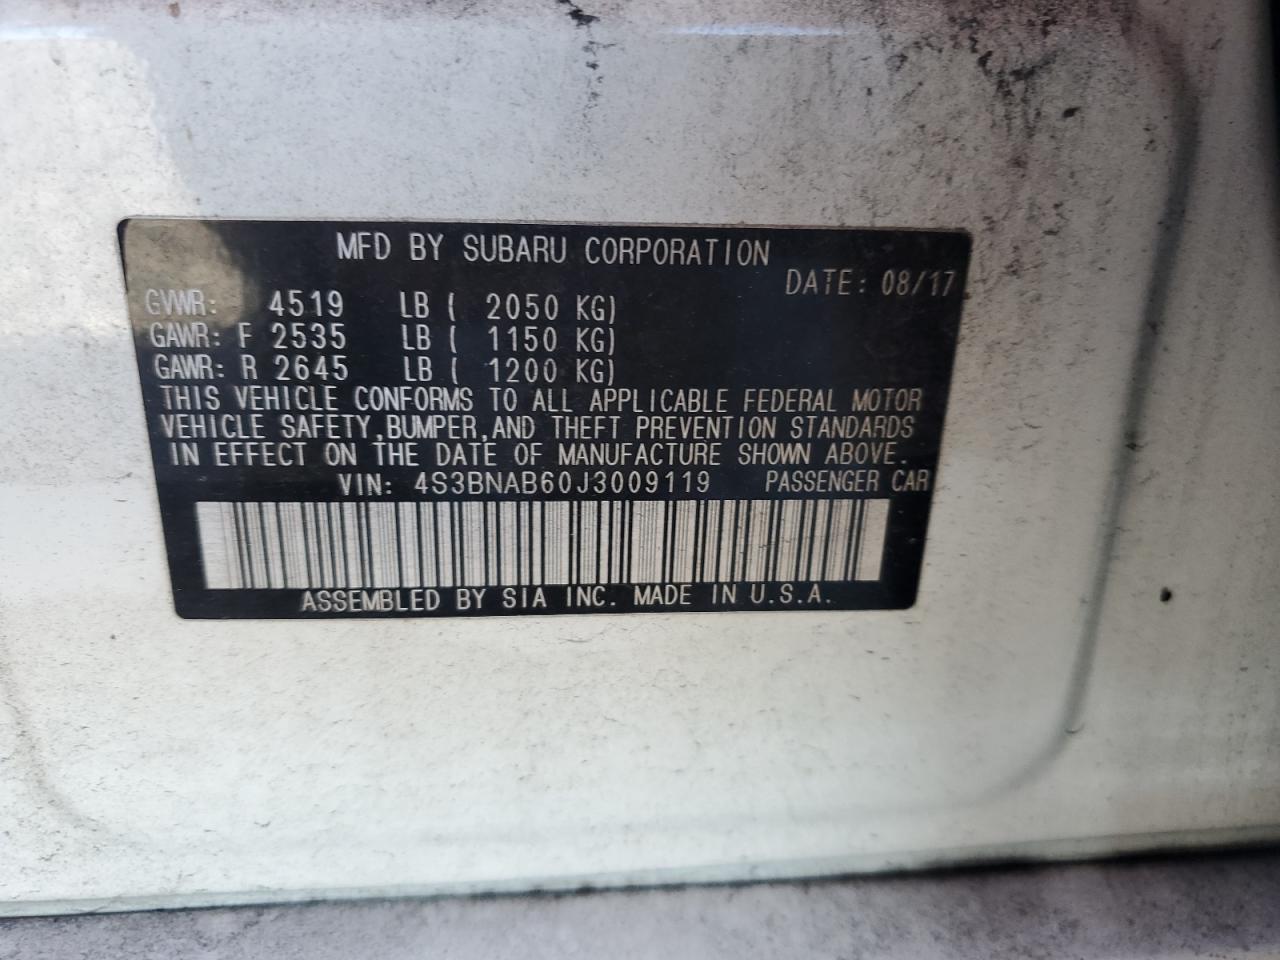 MFD BY SUBARU CORPORATION
DATE: 08/17
GVWR: 4519 LB ( 2050 KG)
GAWR: F 2535 LB ( 1150 KG)
GAWR: R 2645 LB ( 1200 KG)
THIS VEHICLE CONFORMS TO ALL APPLICABLE FEDERAL MOTOR
VEHICLE SAFETY,BUMPER,AND THEFT PREVENTION STANDARDS
IN EFFECT ON THE DATE OF MANUFACTURE SHOWN ABOVE.
VIN: 4S3BNAB60J3009119 PASSENGER CAR
ASSEMBLED BY SIA INC. MADE IN U.S.A.